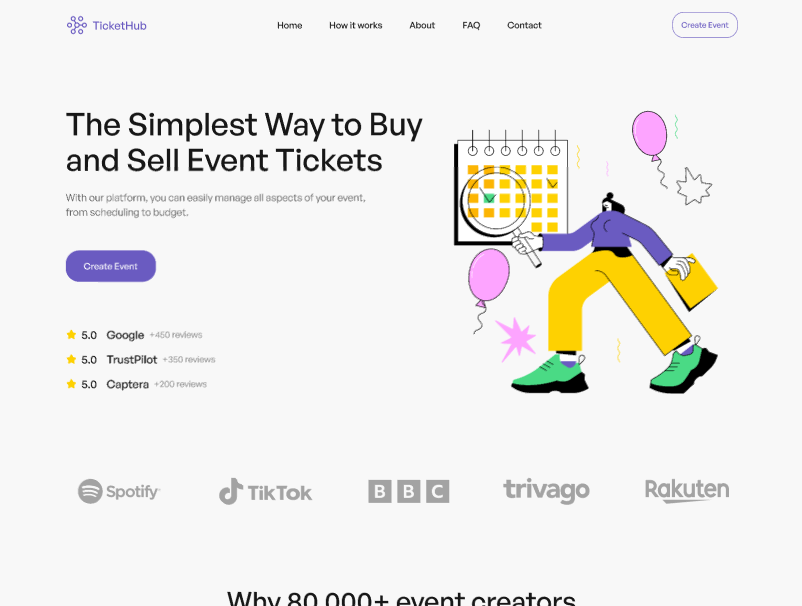 TicketHub
Home
How it works
About
FAQ
Contact
Create Event
The Simplest Way to Buy
and Sell Event Tickets
With our platform, you can easily manage all aspects of your event,
from scheduling to budget.
Create Event
5.0 Google +450 reviews
5.0 TrustPilot +350 reviews
5.0 Captera +200 reviews
Spotify
TikTok
BBC
trivago
Rakuten
Why 80,000+ event creators